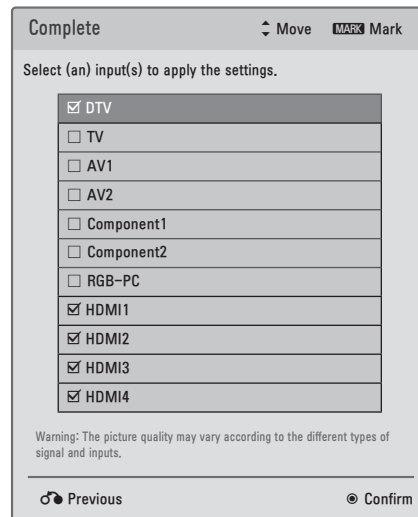 Complete Move MARK Mark
Select (an) input(s) to apply the settings.
DTV
TV
AV1
AV2
Component1
Component2
RGB-PC
HDMI1
HDMI2
HDMI3
HDMI4
Warning: The picture quality may vary according to the different types of
signal and inputs.
Previous Confirm